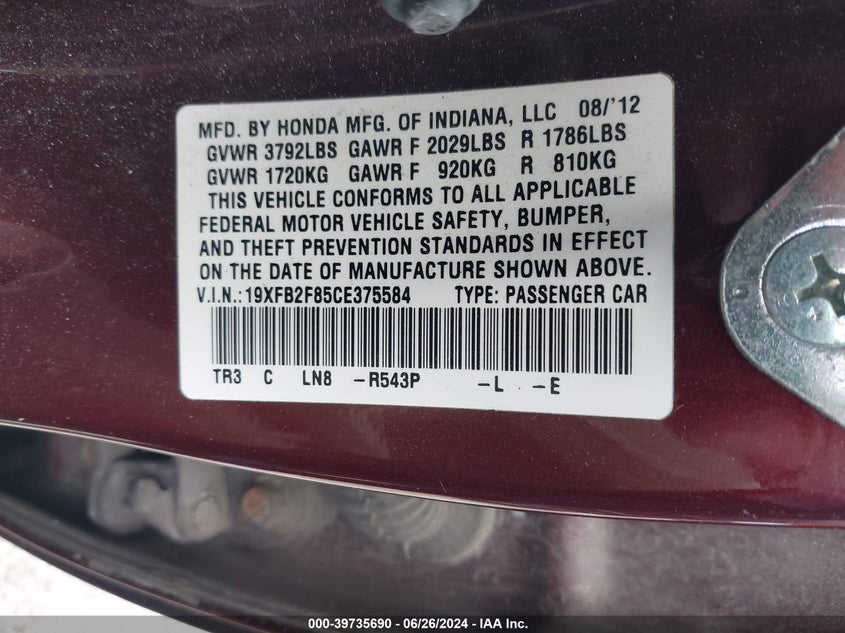 MFD. BY HONDA MFG. OF INDIANA, LLC 08/'12
GVWR 3792LBS GAWR F 2029LBS R 1786LBS
GVWR 1720KG GAWR F 920KG R 810KG
THIS VEHICLE CONFORMS TO ALL APPLICABLE
FEDERAL MOTOR VEHICLE SAFETY, BUMPER,
AND THEFT PREVENTION STANDARDS IN EFFECT
ON THE DATE OF MANUFACTURE SHOWN ABOVE.
V.I.N.:19XFB2F85CE375584 TYPE: PASSENGER CAR
TR3 C LN8 -R543P -L -E
000-39735690 - 06/26/2024 - IAA Inc.